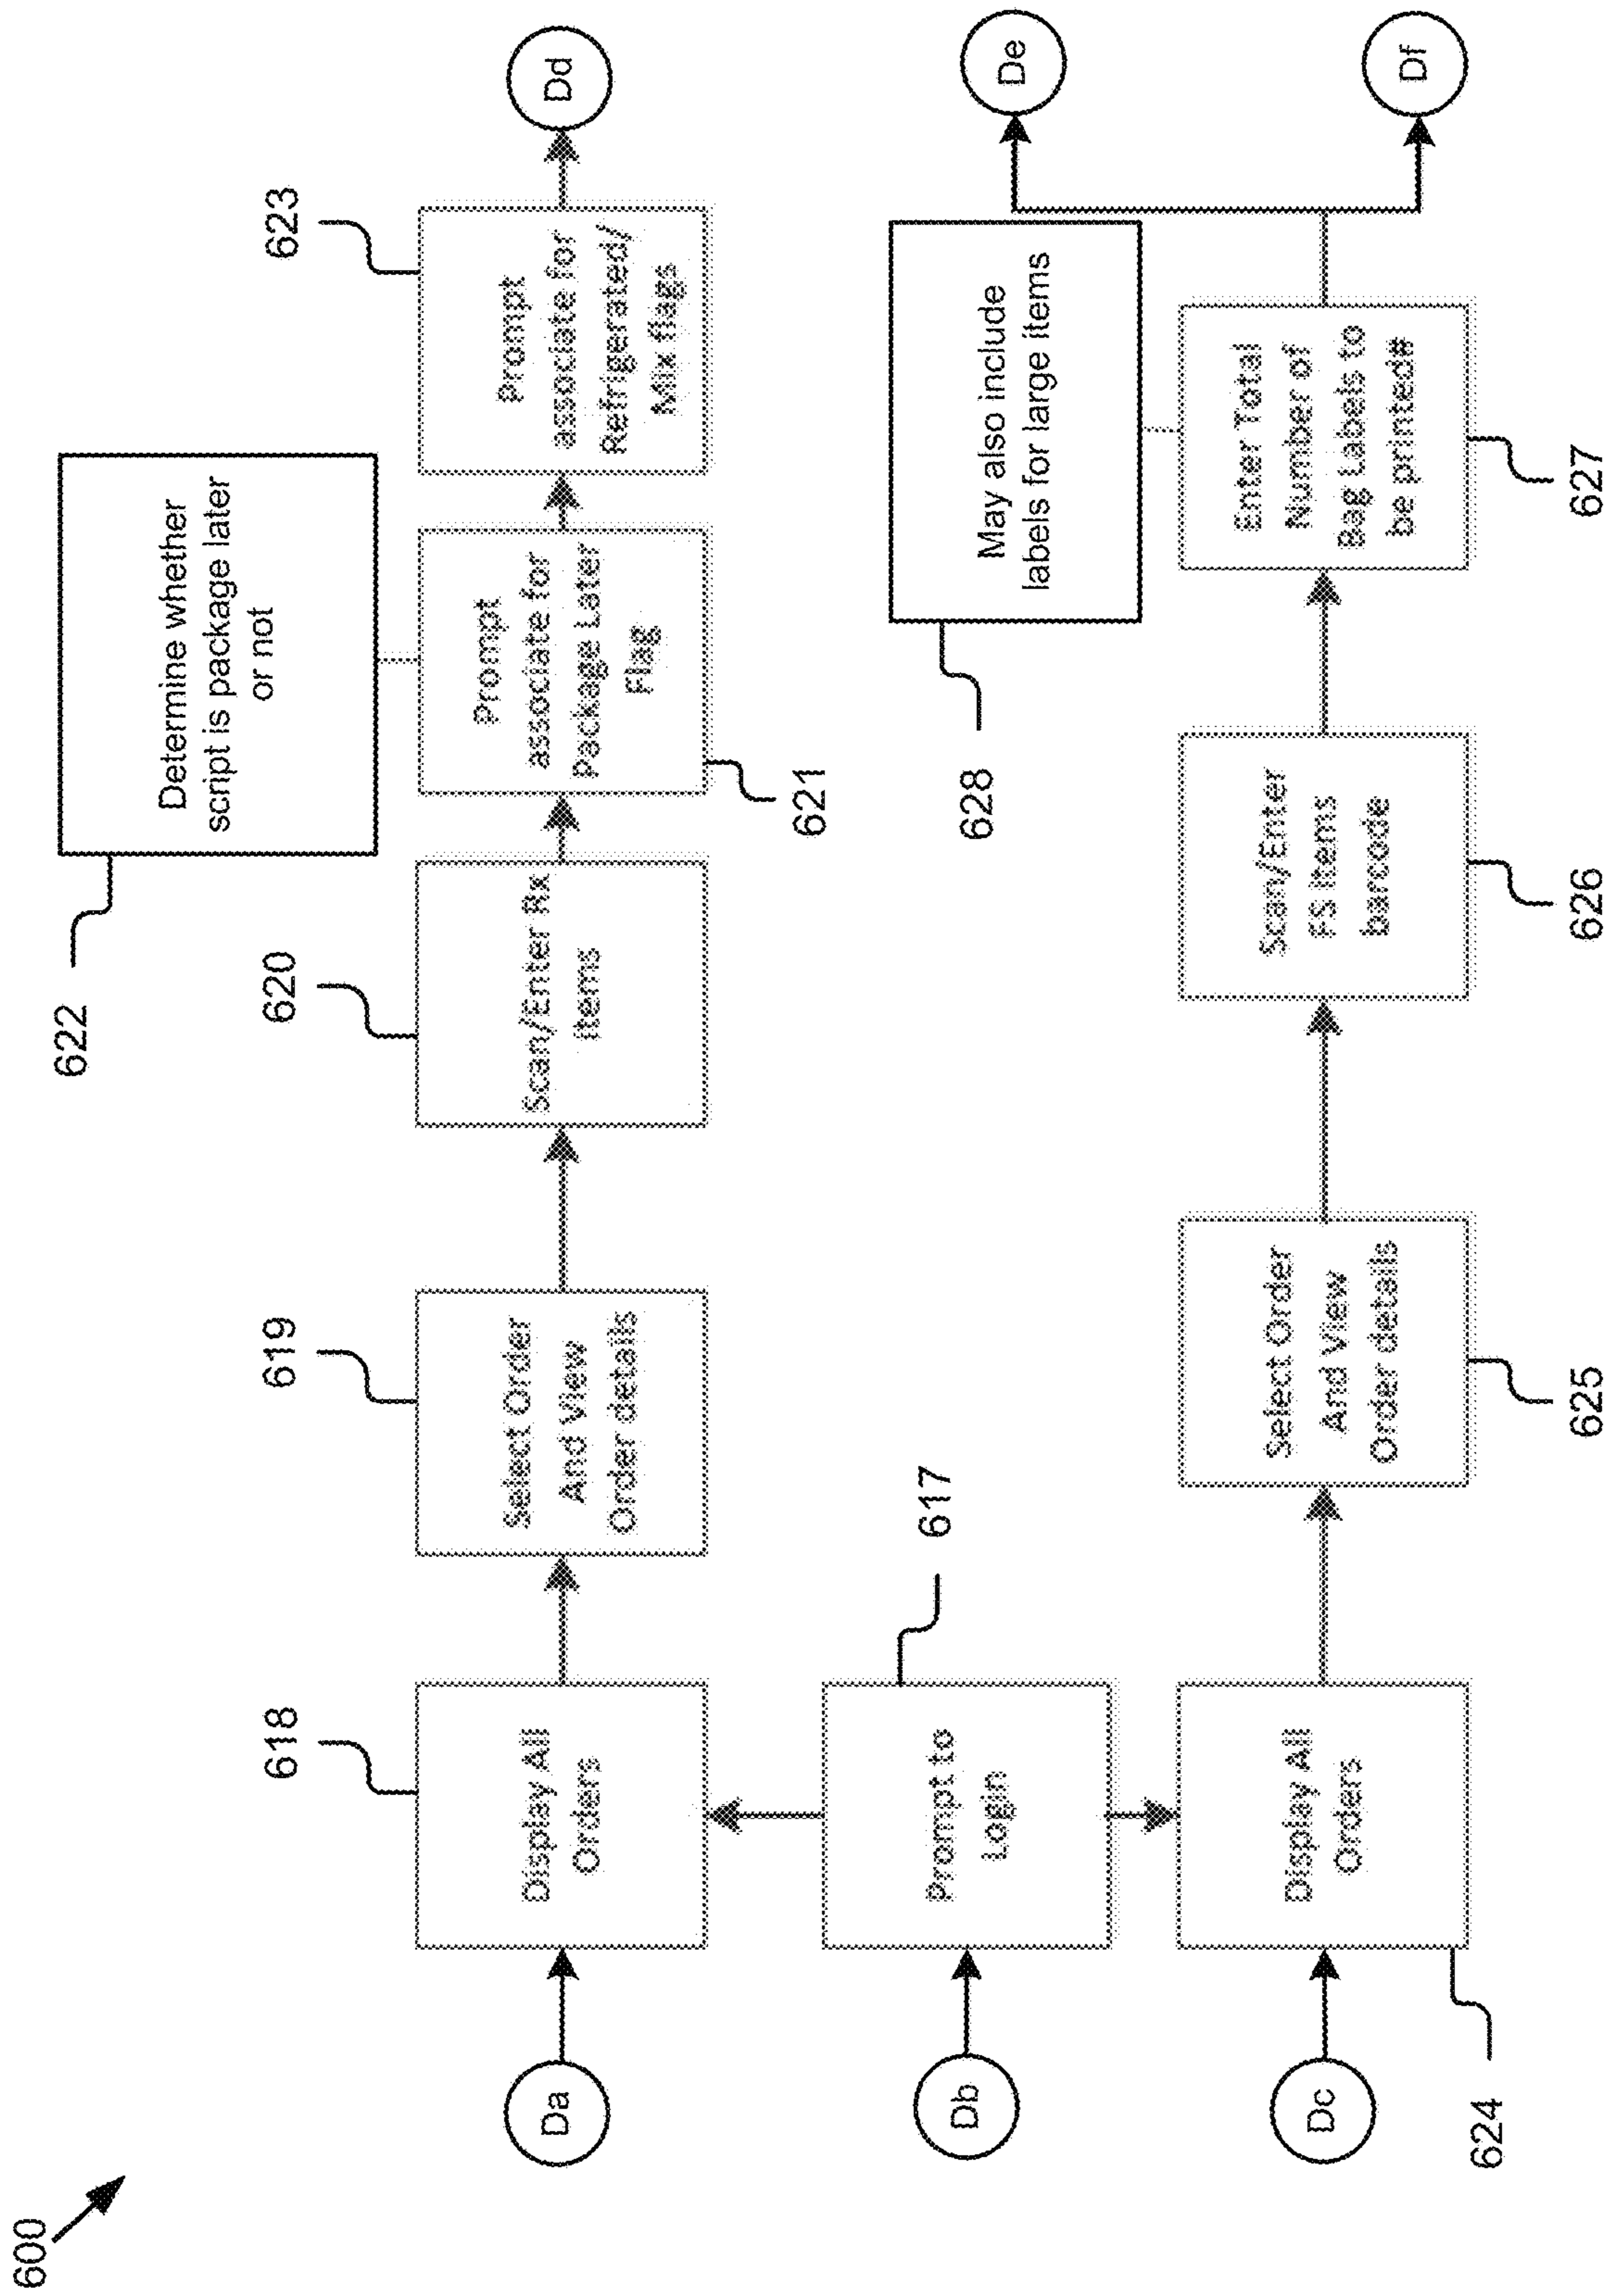 600
622
Determine whether
script is package later
or not
618
619
620
623
Da
Display All
Orders
Select Order
And View
Order details
Scan/Enter Rx
items
Prompt
associate for
Package Later
Flag
Prompt
associate for
Refrigerated/
Mix flags
Dd
621
617
Db
Prompt to
Login
628
May also include
labels for large items
De
Dc
Display All
Orders
Select Order
And View
Order details
Scan/Enter
FS items
barcode
Enter Total
Number of
Bag Labels to
be printed#
Df
624
625
626
627